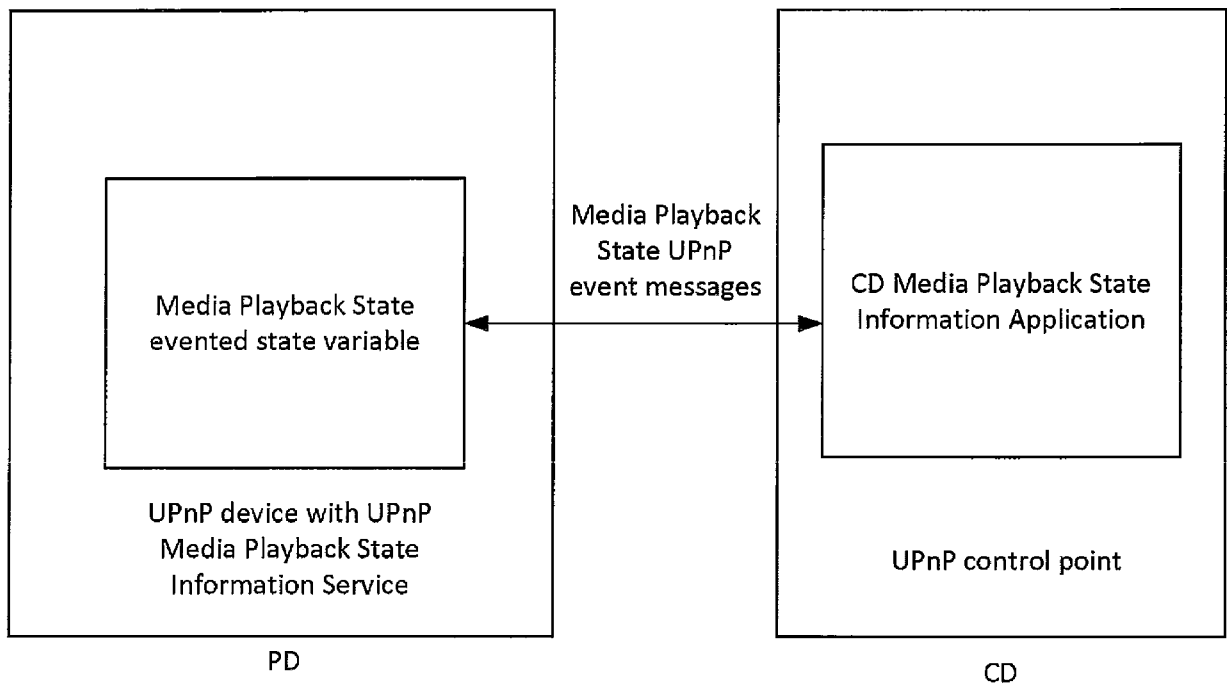 Media Playback State
evented state variable
UPnP device with UPnP
Media Playback State
Information Service
PD
Media Playback
State UPnP
event messages
CD Media Playback State
Information Application
UPnP control point
CD